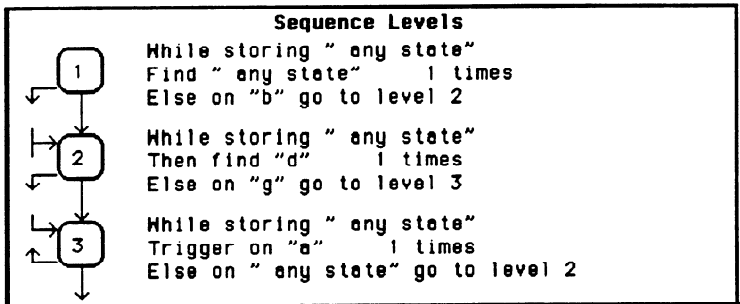 Sequence Levels
1
While storing " any state"
Find " any state" 1 times
Else on "b" go to level 2
2
While storing " any state"
Then find "d" 1 times
Else on "g" go to level 3
3
While storing " any state"
Trigger on "a" 1 times
Else on " any state" go to level 2